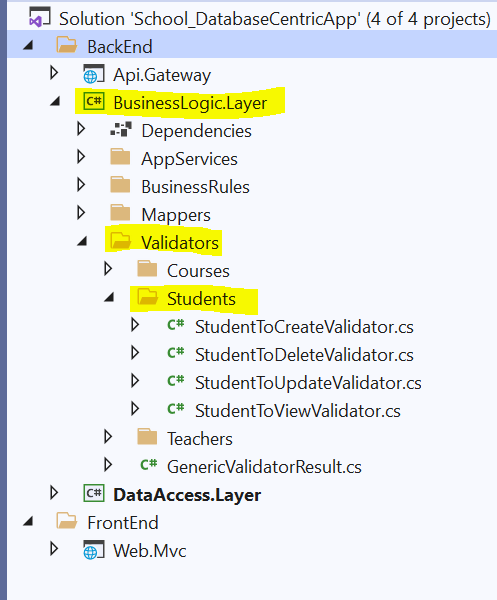 Solution 'School_DatabaseCentricApp' (4 of 4 projects)
BackEnd
Api.Gateway
C# BusinessLogic.Layer
Dependencies
AppServices
BusinessRules
Mappers
Validators
Courses
Students
C# StudentToCreateValidator.cs
C# StudentToDeleteValidator.cs
C# StudentToUpdateValidator.cs
C# StudentToViewValidator.cs
Teachers
C# GenericValidatorResult.cs
C# DataAccess.Layer
FrontEnd
Web.Mvc